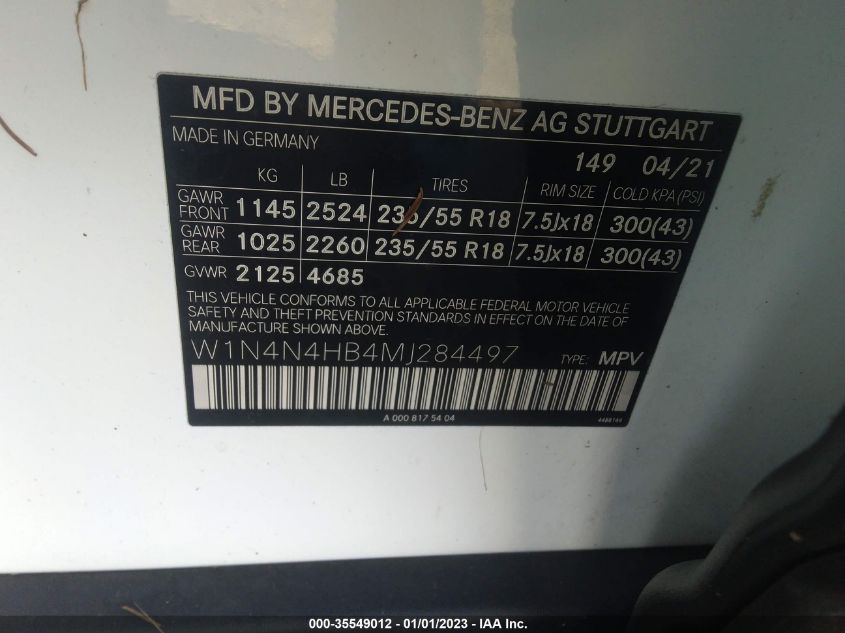 MFD BY MERCEDES-BENZ AG STUTTGART
MADE IN GERMANY 149 04/21
KG LB TIRES RIM SIZE COLD KPA (PSI)
GAWR FRONT 1145 2524 235/55 R18 7.5Jx18 300(43)
GAWR REAR 1025 2260 235/55 R18 7.5Jx18 300(43)
GVWR 2125 4685
THIS VEHICLE CONFORMS TO ALL APPLICABLE FEDERAL MOTOR VEHICLE
SAFETY AND THEFT PREVENTION STANDARDS IN EFFECT ON THE DATE OF
MANUFACTURE SHOWN ABOVE.
W1N4N4HB4MJ284497 TYPE: MPV
A 000 817 54 04 4488144
000-35549012 - 01/01/2023 - © IAA Inc.